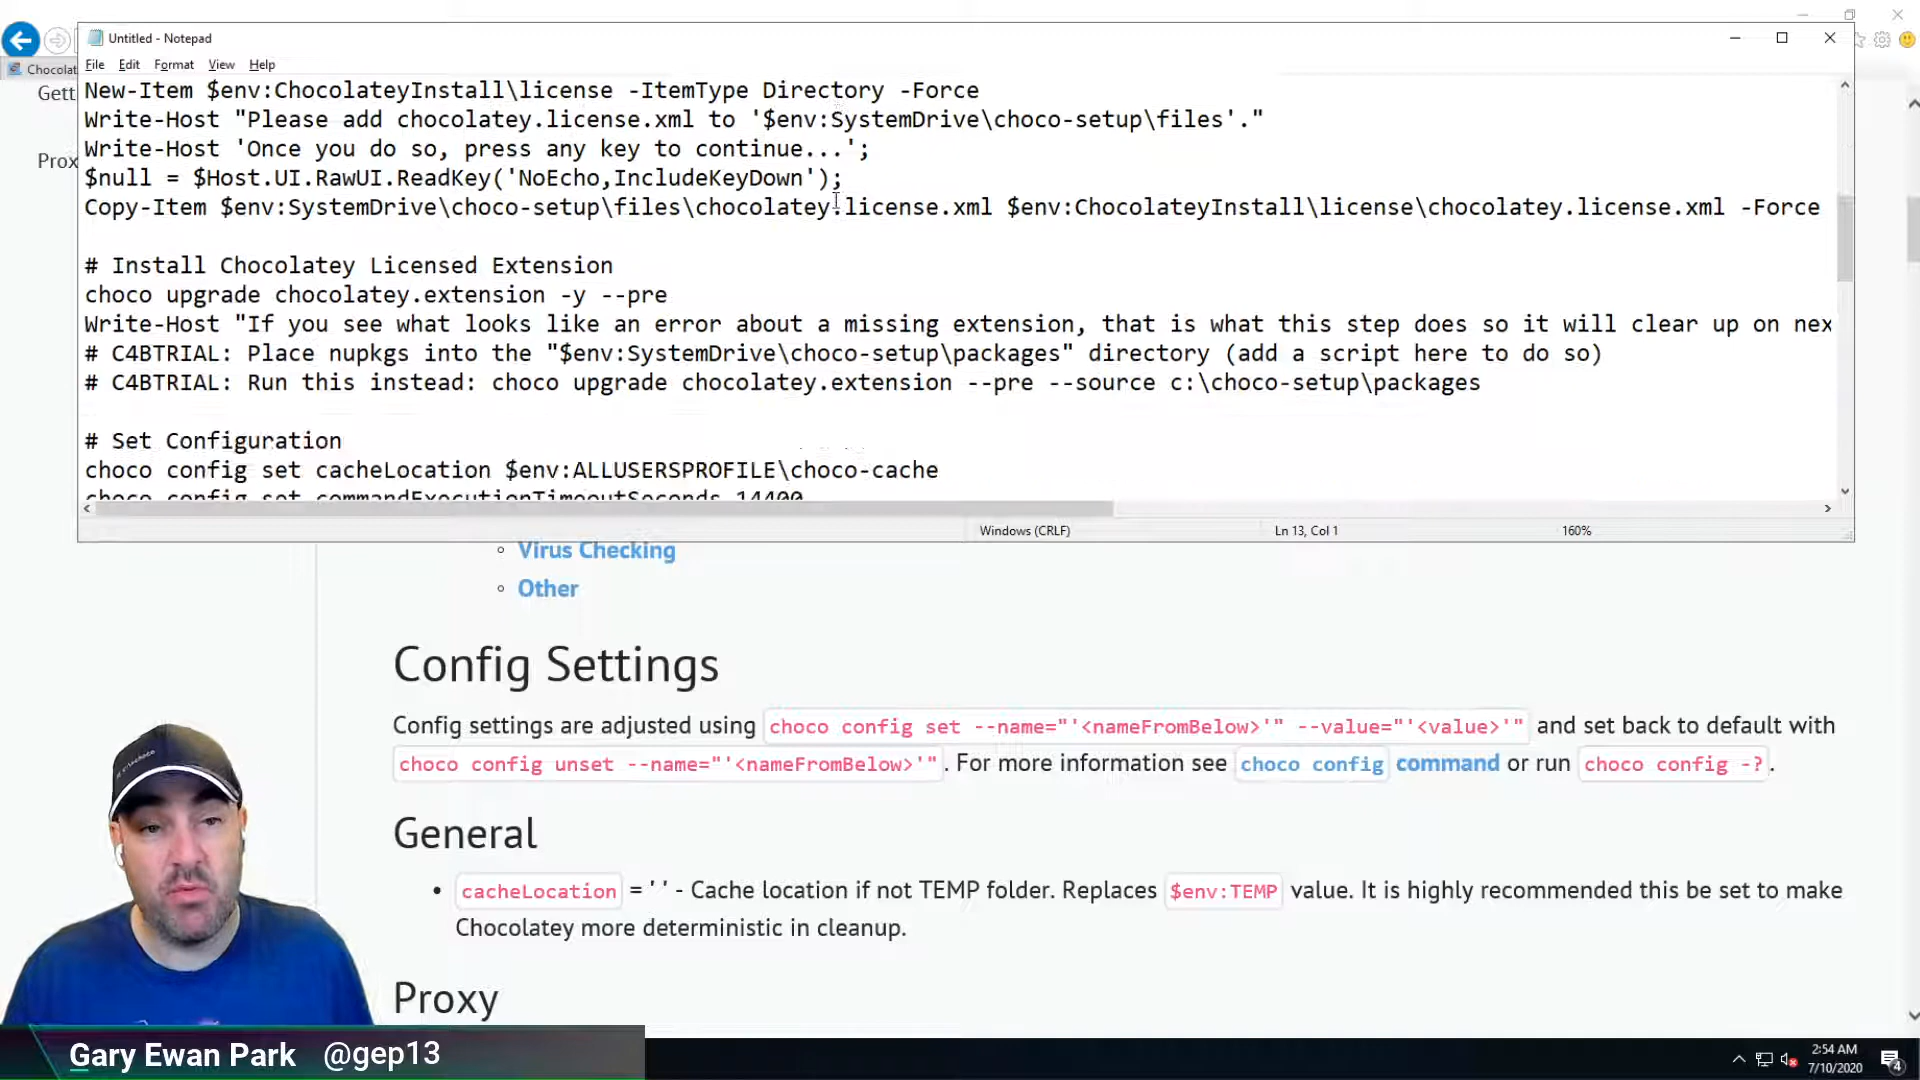 Untitled - Notepad
File Edit Format View Help
Chocolat
Gett
Prox
New-Item $env:ChocolateyInstall\license -ItemType Directory -Force
Write-Host "Please add chocolatey.license.xml to '$env:SystemDrive\choco-setup\files'."
Write-Host 'Once you do so, press any key to continue...';
$null = $Host.UI.RawUI.ReadKey('NoEcho,IncludeKeyDown');
Copy-Item $env:SystemDrive\choco-setup\files\chocolatey.license.xml $env:ChocolateyInstall\license\chocolatey.license.xml -Force
# Install Chocolatey Licensed Extension
choco upgrade chocolatey.extension -y --pre
Write-Host "If you see what looks like an error about a missing extension, that is what this step does so it will clear up on nex
# C4BTRIAL: Place nupkgs into the "$env:SystemDrive\choco-setup\packages" directory (add a script here to do so)
# C4BTRIAL: Run this instead: choco upgrade chocolatey.extension --pre --source c:\choco-setup\packages
# Set Configuration
choco config set cacheLocation $env:ALLUSERSPROFILE\choco-cache
choco config set commandExecutionTimeoutSeconds 14400
Windows (CRLF) Ln 13, Col 1 160%
Virus Checking
Other
Config Settings
Config settings are adjusted using choco config set --name="'<nameFromBelow>'" --value="'<value>'" and set back to default with
choco config unset --name="'<nameFromBelow>'" . For more information see choco config command or run choco config -? .
General
• cacheLocation = ' ' - Cache location if not TEMP folder. Replaces $env:TEMP value. It is highly recommended this be set to make
Chocolatey more deterministic in cleanup.
Proxy
Gary Ewan Park @gep13
2:54 AM
7/10/2020
4